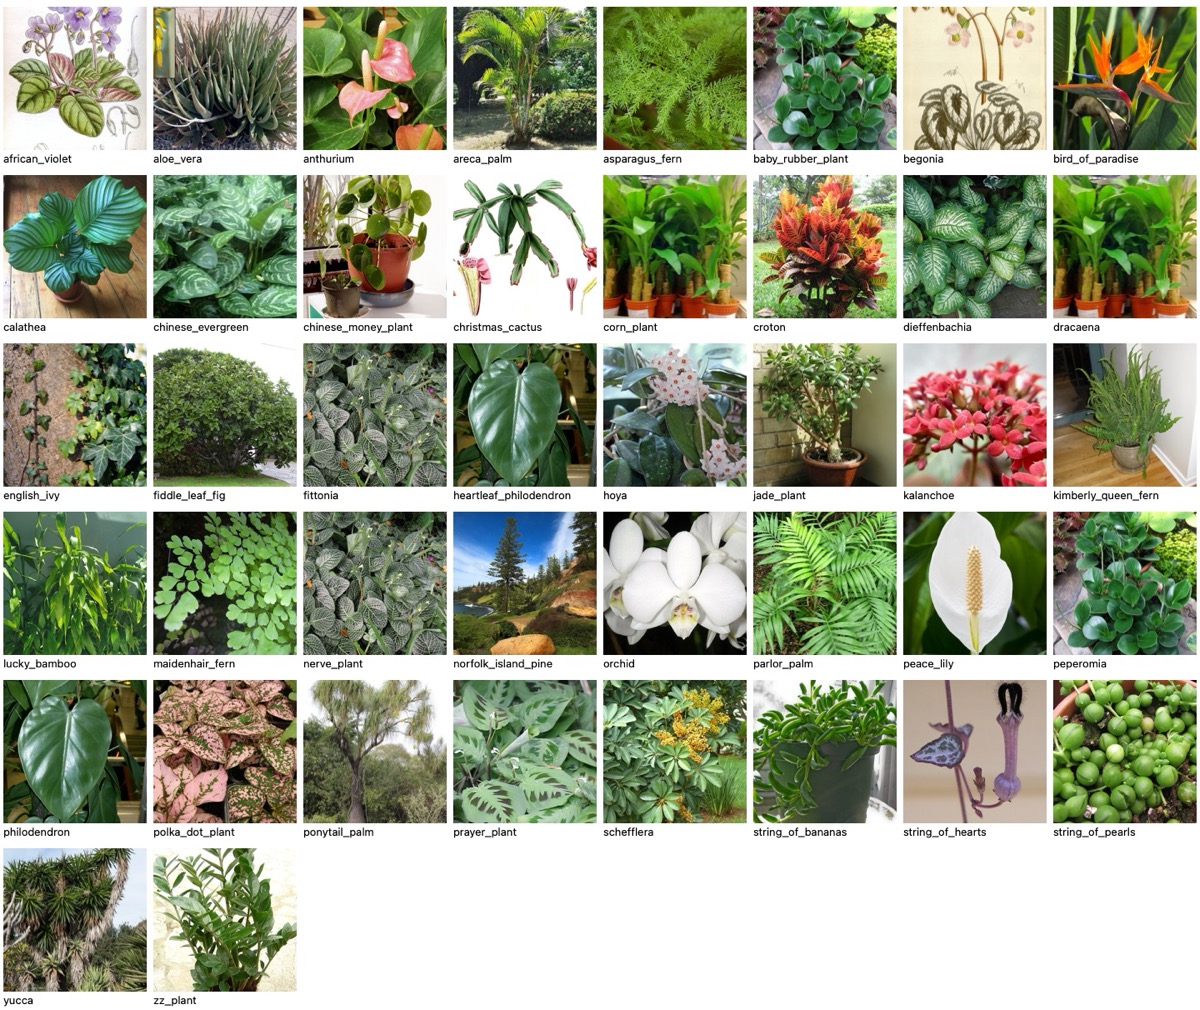 african_violet
aloe_vera
anthurium
areca_palm
asparagus_fern
baby_rubber_plant
begonia
bird_of_paradise
calathea
chinese_evergreen
chinese_money_plant
christmas_cactus
corn_plant
croton
dieffenbachia
dracaena
english_ivy
fiddle_leaf_fig
fittonia
heartleaf_philodendron
hoya
jade_plant
kalanchoe
kimberly_queen_fern
lucky_bamboo
maidenhair_fern
nerve_plant
norfolk_island_pine
orchid
parlor_palm
peace_lily
peperomia
philodendron
polka_dot_plant
ponytail_palm
prayer_plant
schefflera
string_of_bananas
string_of_hearts
string_of_pearls
yucca
zz_plant